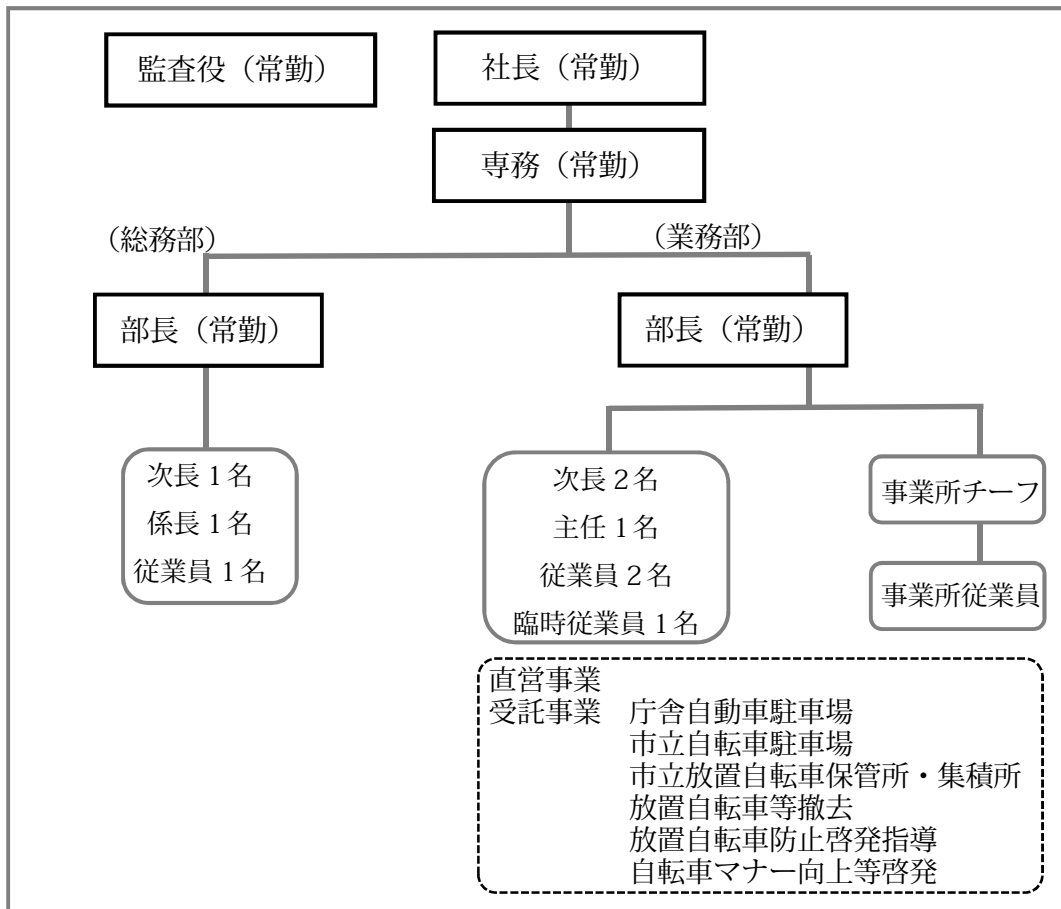 監査役（常勤）
社長（常勤）
専務（常勤）
（総務部）
（業務部）
部長（常勤）
部長（常勤）
次長 1 名
係長 1 名
従業員 1 名
次長 2 名
主任 1 名
従業員 2 名
臨時従業員 1 名
事業所チーフ
事業所従業員
直営事業
受託事業　庁舎自動車駐車場
市立自転車駐車場
市立放置自転車保管所・集積所
放置自転車等撤去
放置自転車防止啓発指導
自転車マナー向上等啓発